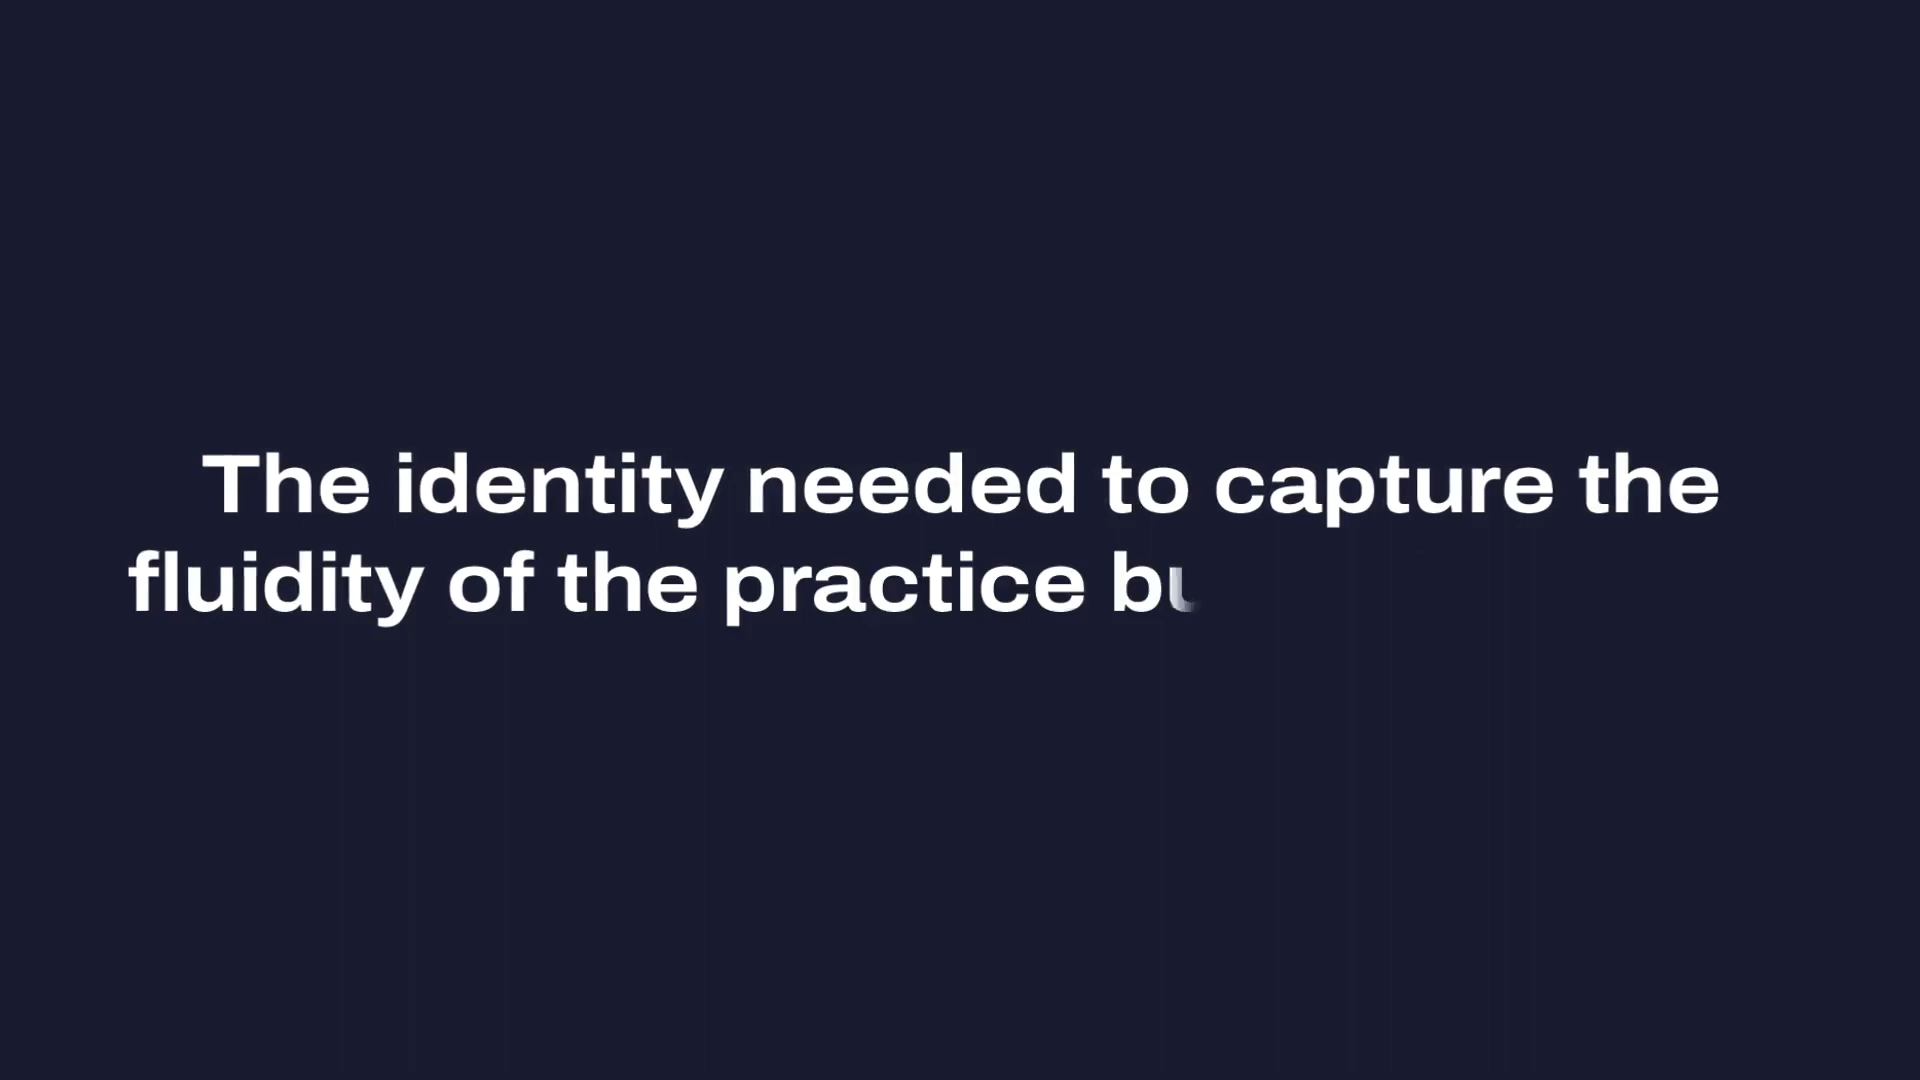 The identity needed to capture the
fluidity of the practice